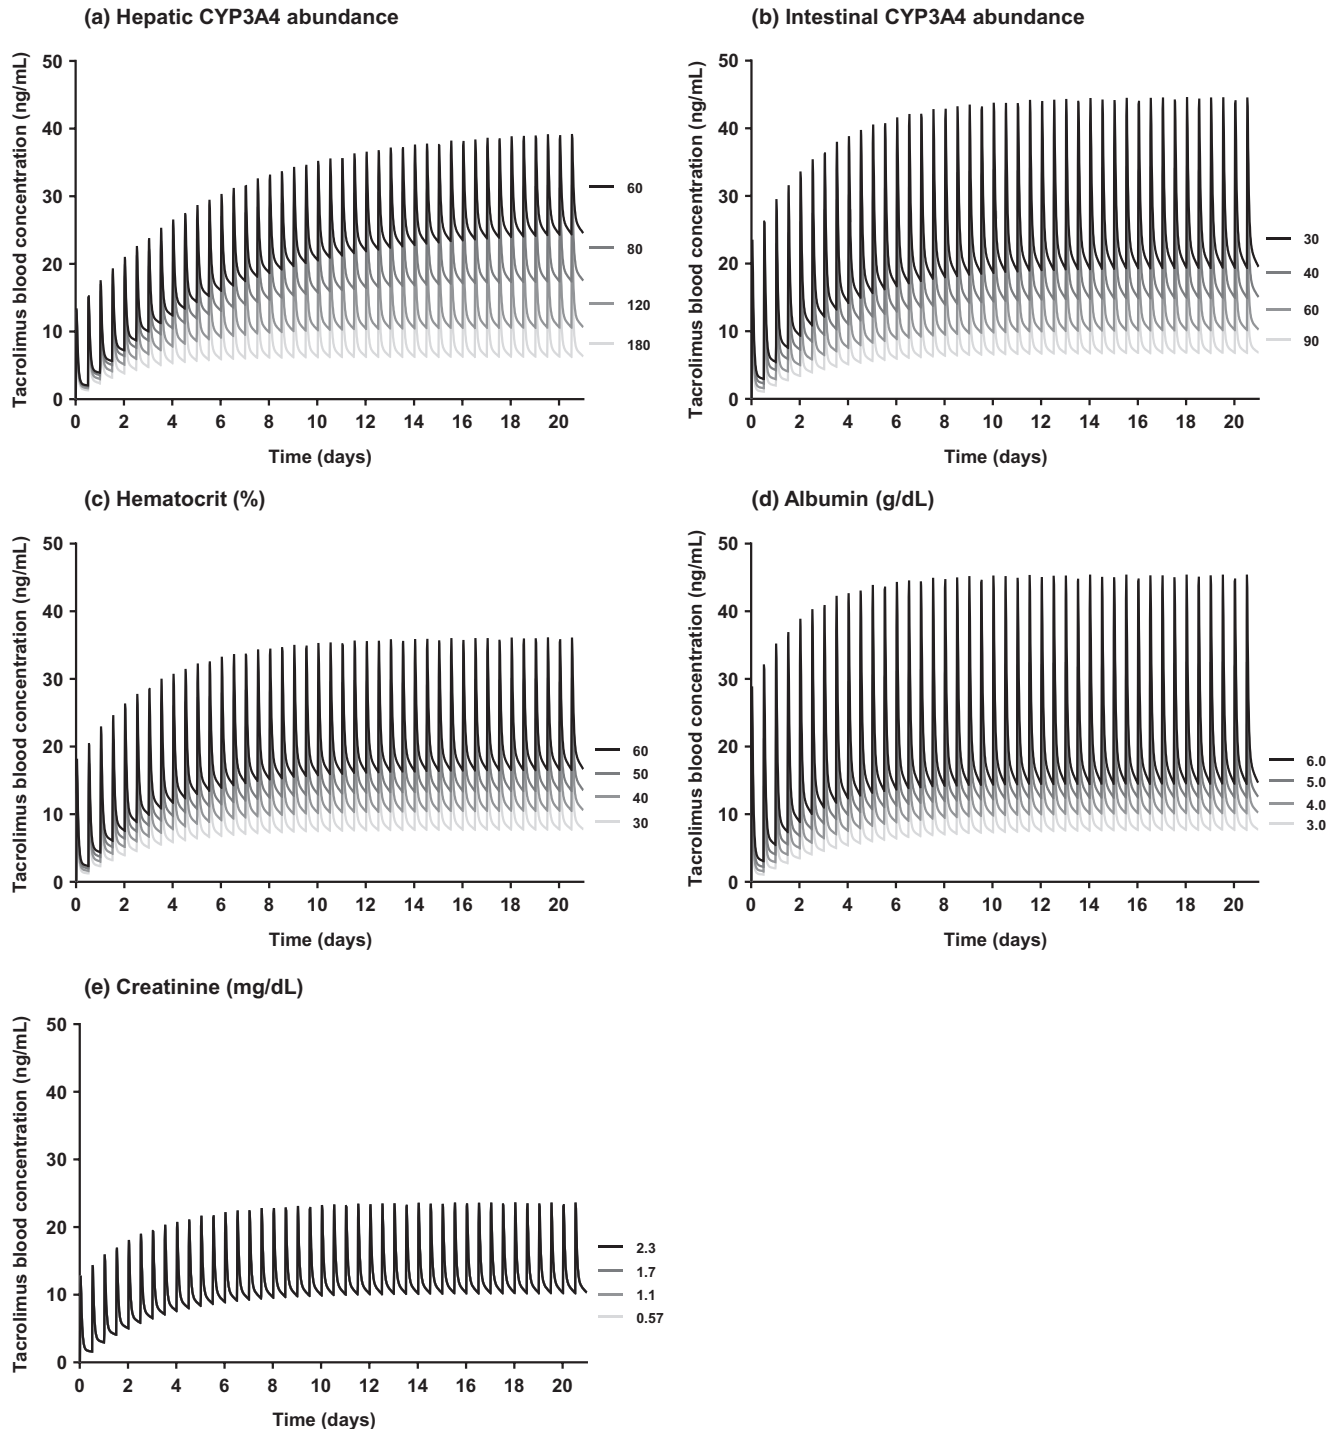 (a) Hepatic CYP3A4 abundance
Tacrolimus blood concentration (ng/mL)
50
40
30
20
10
0
0 2 4 6 8 10 12 14 16 18 20
Time (days)
60
80
120
180
(b) Intestinal CYP3A4 abundance
Tacrolimus blood concentration (ng/mL)
50
40
30
20
10
0
0 2 4 6 8 10 12 14 16 18 20
Time (days)
30
40
60
90
(c) Hematocrit (%)
Tacrolimus blood concentration (ng/mL)
50
40
30
20
10
0
0 2 4 6 8 10 12 14 16 18 20
Time (days)
60
50
40
30
(d) Albumin (g/dL)
Tacrolimus blood concentration (ng/mL)
50
40
30
20
10
0
0 2 4 6 8 10 12 14 16 18 20
Time (days)
6.0
5.0
4.0
3.0
(e) Creatinine (mg/dL)
Tacrolimus blood concentration (ng/mL)
50
40
30
20
10
0
0 2 4 6 8 10 12 14 16 18 20
Time (days)
2.3
1.7
1.1
0.57